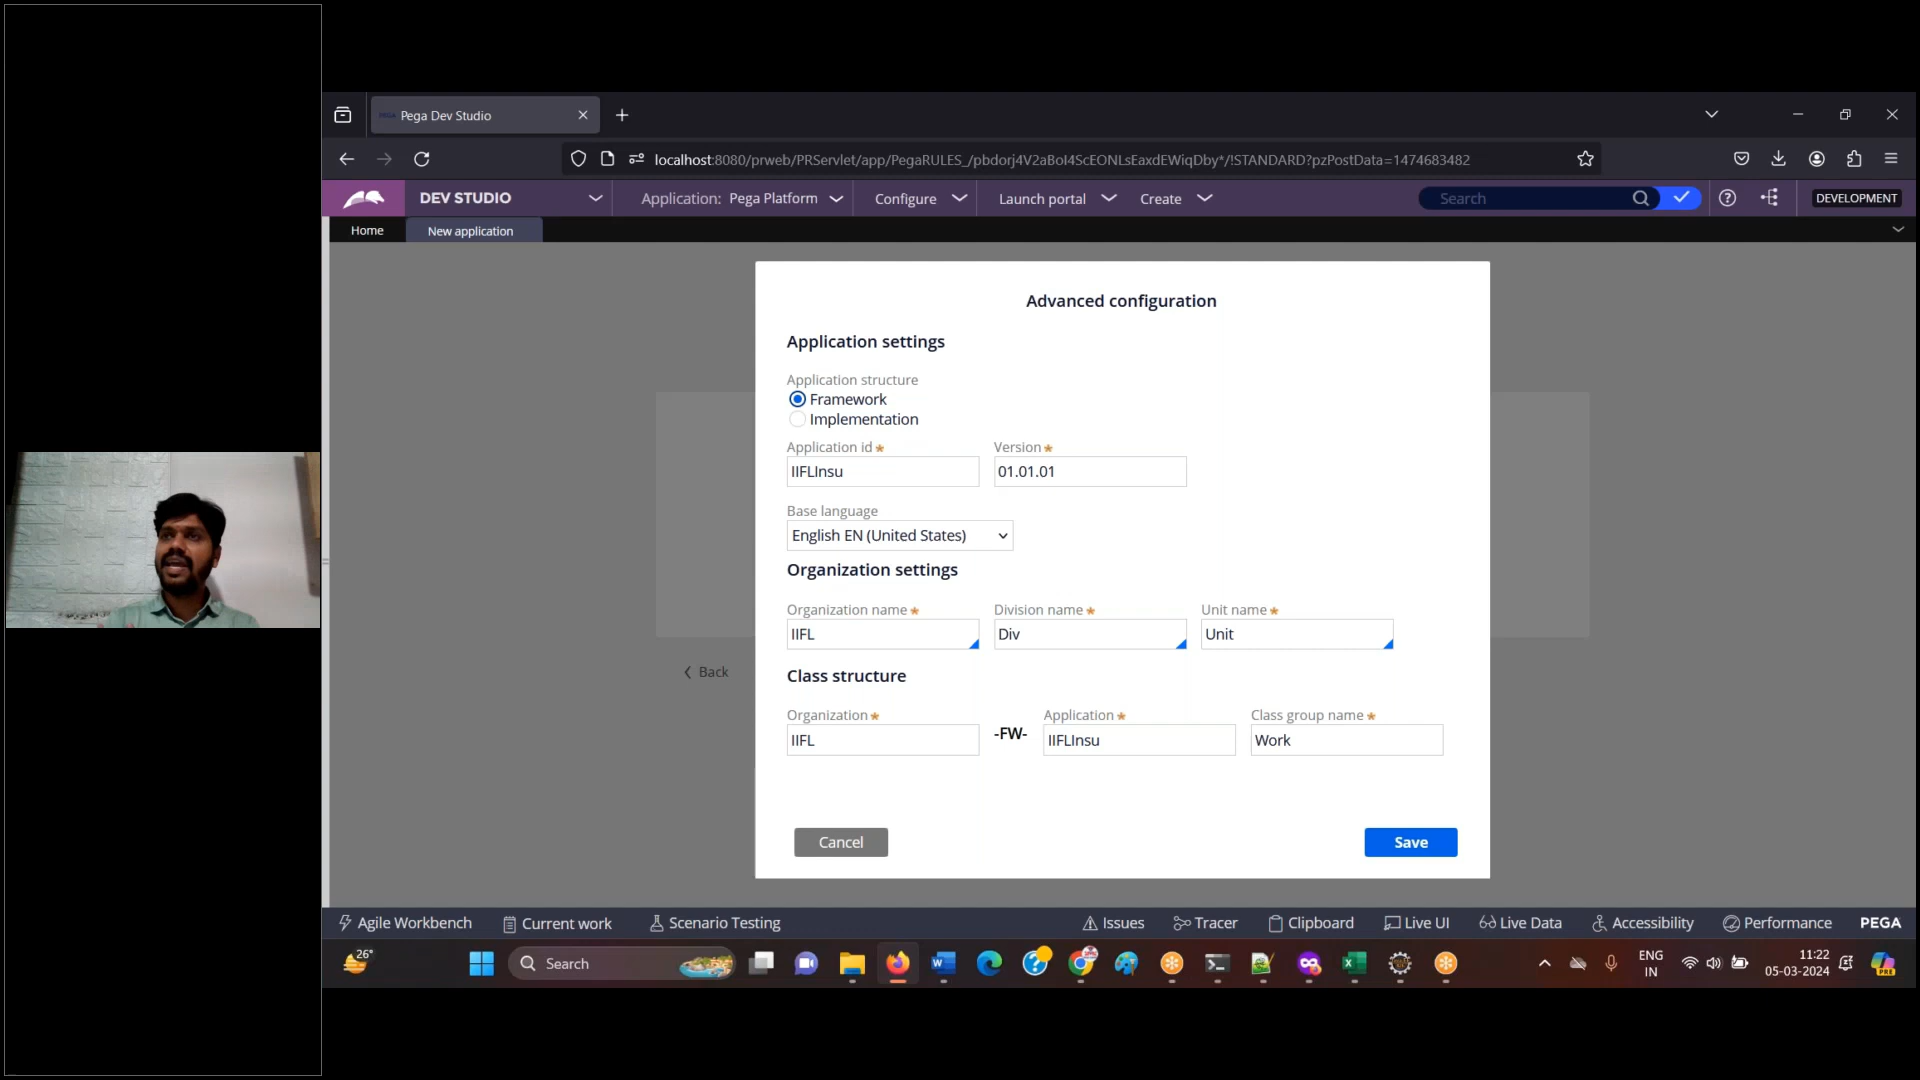 Pega Dev Studio
localhost:8080/prweb/PRServlet/app/PegaRULES_/pbdorj4V2aBol4ScEONLsEaxdEWiqDby*/!STANDARD?pzPostData=1474683482
DEV STUDIO Application: Pega Platform Configure Launch portal Create Search DEVELOPMENT
Home New application
Advanced configuration
Application settings
Application structure
Framework
Implementation
Application id * Version *
IIFLInsu 01.01.01
Base language
English EN (United States)
Organization settings
Organization name * Division name * Unit name *
IIFL Div Unit
Back
Class structure
Organization * Application * Class group name *
IIFL -FW- IIFLInsu Work
Cancel Save
Agile Workbench Current work Scenario Testing Issues Tracer Clipboard Live UI Live Data Accessibility Performance PEGA
26° Search ENG 11:22
IN 05-03-2024